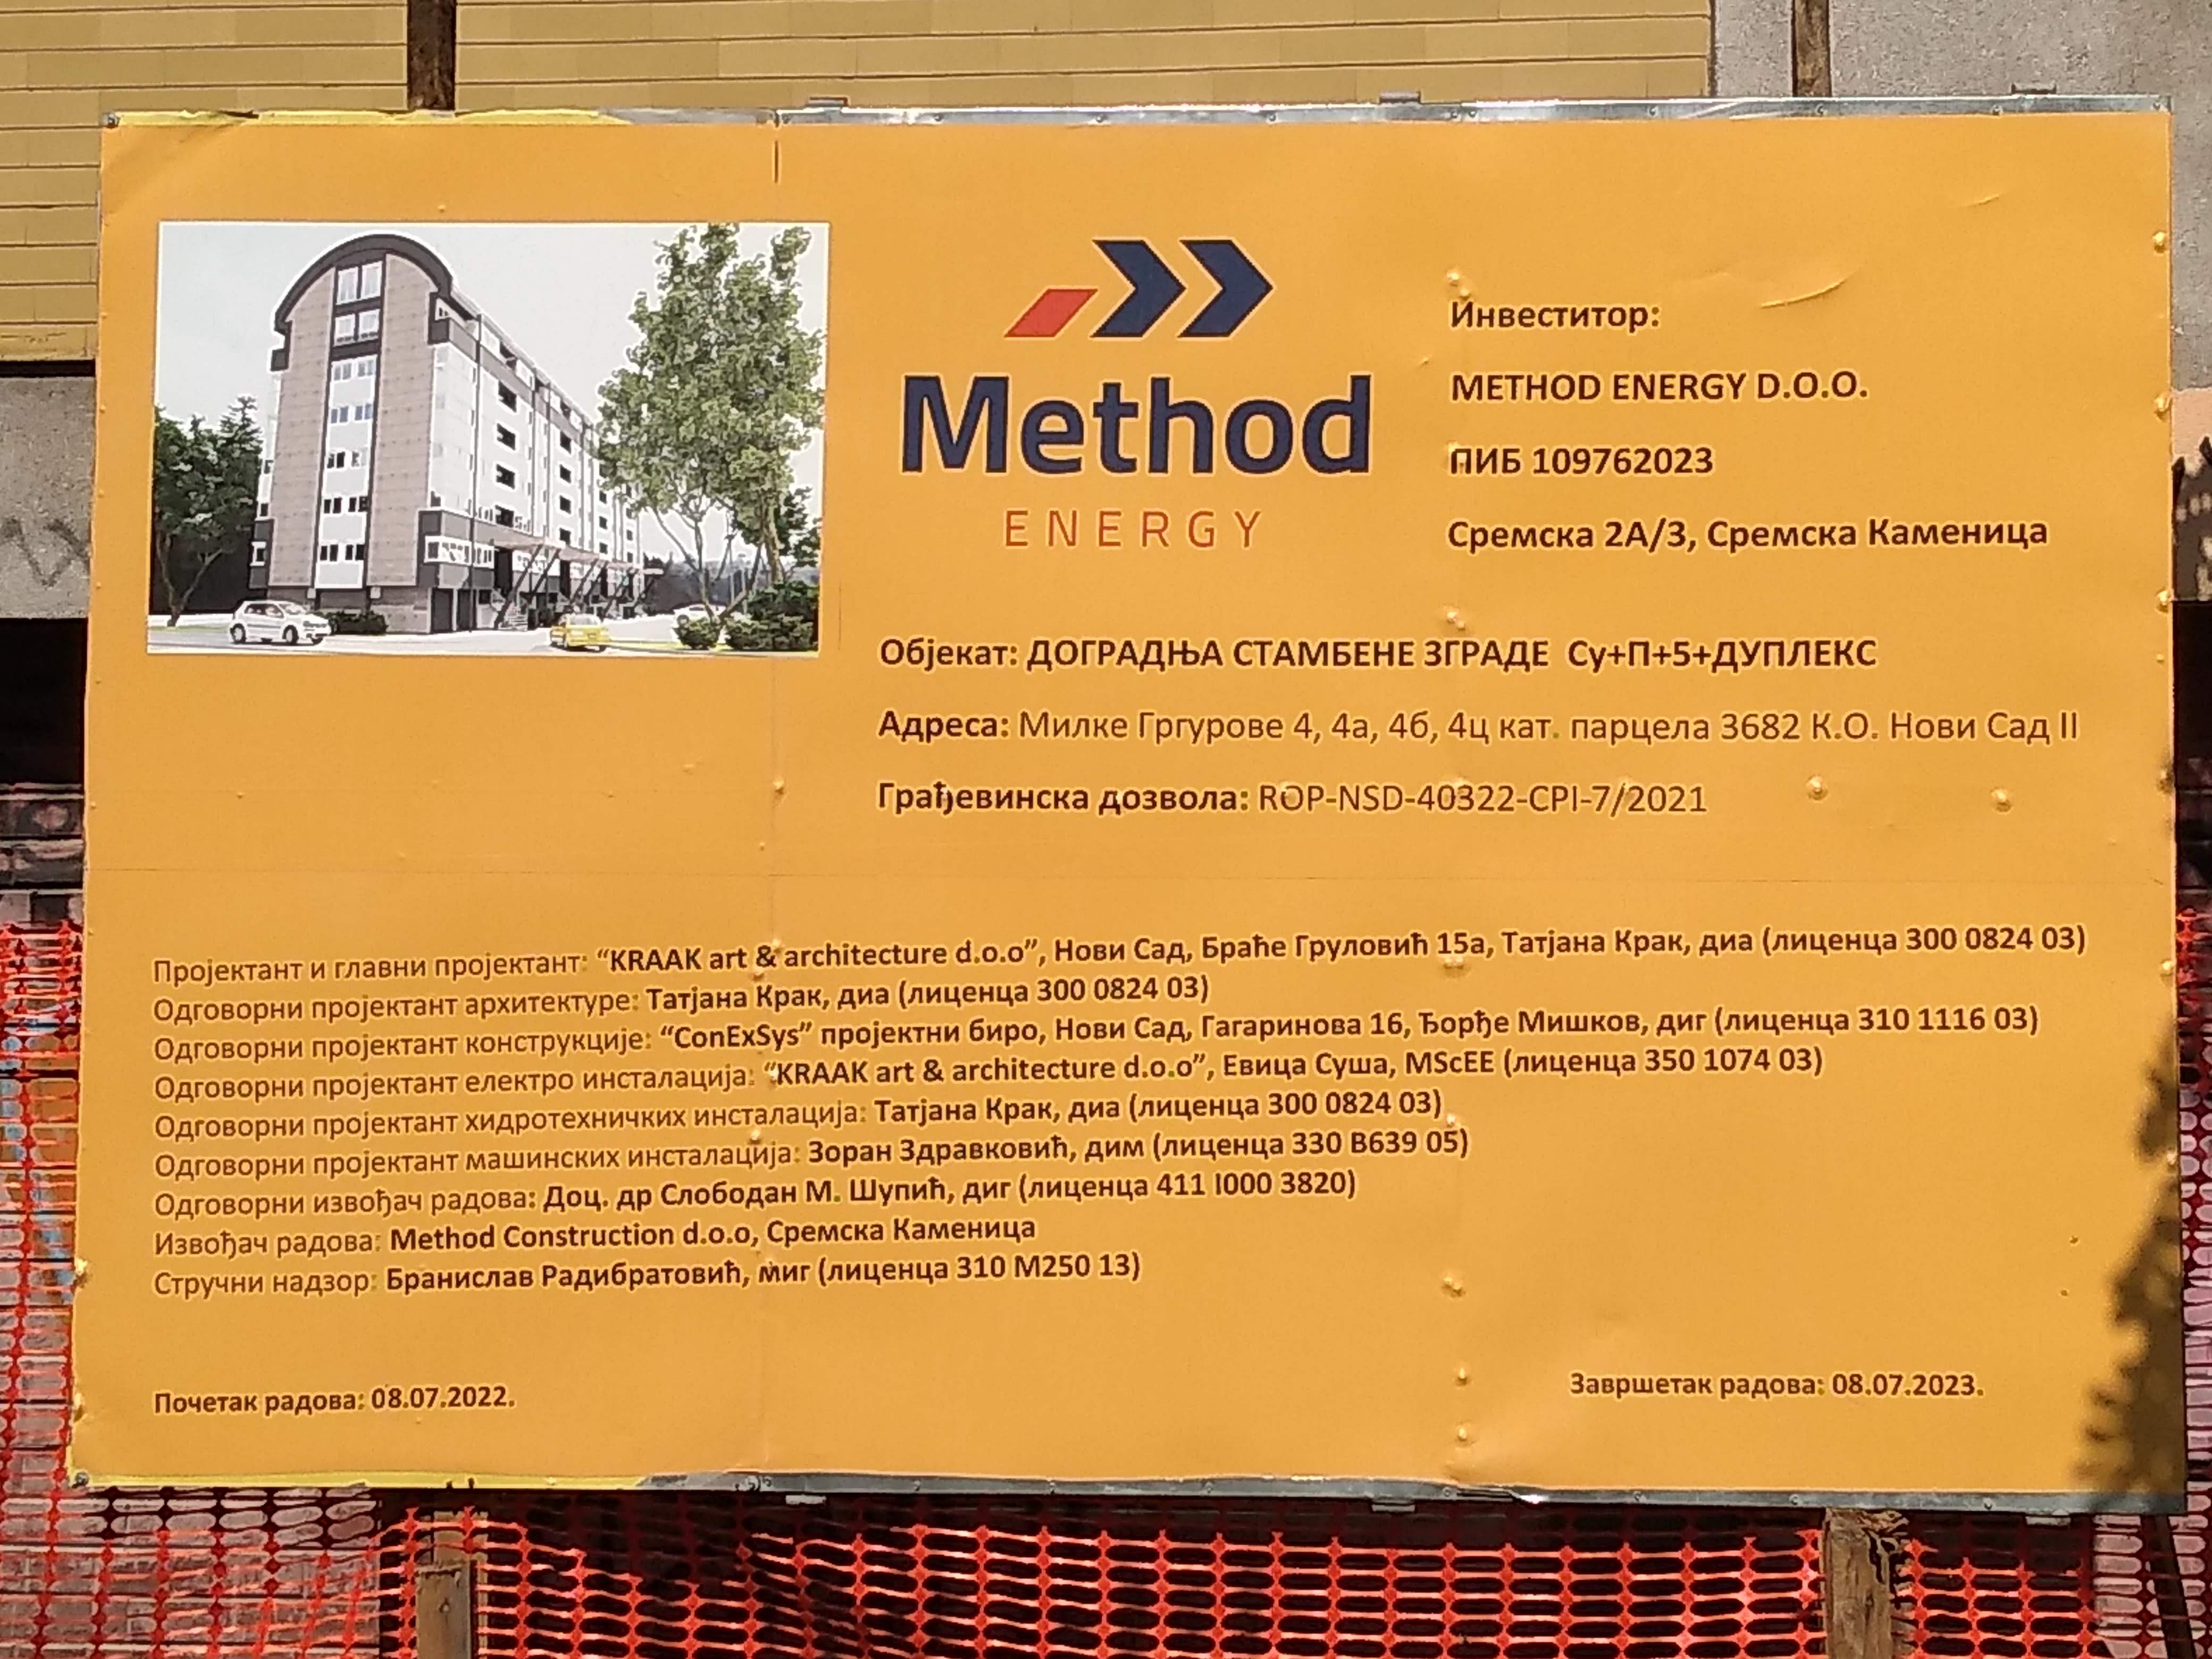 Method
ENERGY
Инвеститор:
METHOD ENERGY D.O.O.
ПИБ 109762023
Сремска 2А/3, Сремска Каменица
Објекат: ДОГРАДЊА СТАМБЕНЕ ЗГРАДЕ Су+П+5+ДУПЛЕКС
Адреса: Милке Гргурове 4, 4а, 4б, 4ц кат. парцела 3682 К.О. Нови Сад II
Грађевинска дозвола: ROP-NSD-40322-CPI-7/2021
Пројектант и главни пројектант: “KRAAK art & architecture d.o.o”, Нови Сад, Браће Груловић 15а, Татјана Крак, диа (лиценца 300 0824 03)
Одговорни пројектант архитектуре: Татјана Крак, диа (лиценца 300 0824 03)
Одговорни пројектант конструкције: “ConExSys” пројектни биро, Нови Сад, Гагаринова 16, Ђорђе Мишков, диг (лиценца 310 1116 03)
Одговорни пројектант електро инсталација: “KRAAK art & architecture d.o.o”, Евица Суша, MScEE (лиценца 350 1074 03)
Одговорни пројектант хидротехничких инсталација: Татјана Крак, диа (лиценца 300 0824 03)
Одговорни пројектант машинских инсталација: Зоран Здравковић, дим (лиценца 330 B639 05)
Одговорни извођач радова: Доц. др Слободан М. Шупић, диг (лиценца 411 I000 3820)
Извођач радова: Method Construction d.o.o, Сремска Каменица
Стручни надзор: Бранислав Радибратовић, миг (лиценца 310 М250 13)
Почетак радова: 08.07.2022.
Завршетак радова: 08.07.2023.